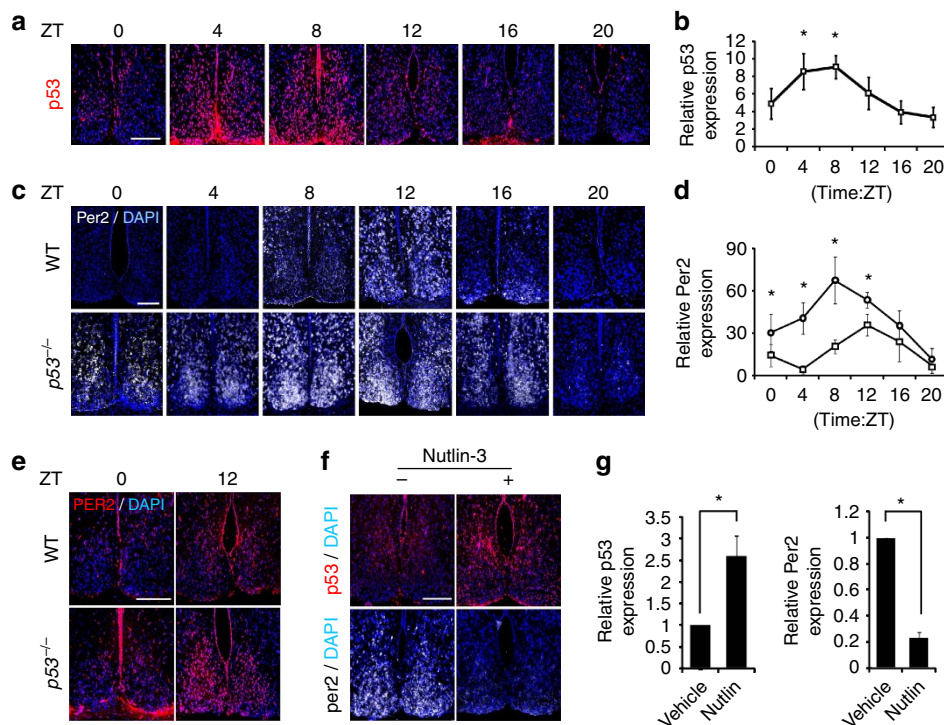 a ZT 0 4 8 12 16 20
p53
b
* *
Relative p53
expression
12
10
8
6
4
2
0
0 4 8 12 16 20
(Time:ZT)
c ZT 0 4 8 12 16 20
Per2 / DAPI
WT
p53−/−
d
* * * *
Relative Per2
expression
90
60
30
0
0 4 8 12 16 20
(Time:ZT)
e ZT 0 12
PER2 / DAPI
WT
p53−/−
f
Nutlin-3
− +
p53 / DAPI
per2 / DAPI
g
*
Relative p53
expression
3.5
3
2.5
2
1.5
1
0.5
0
Vehicle
Nutlin
*
Relative Per2
expression
1.2
1
0.8
0.6
0.4
0.2
0
Vehicle
Nutlin